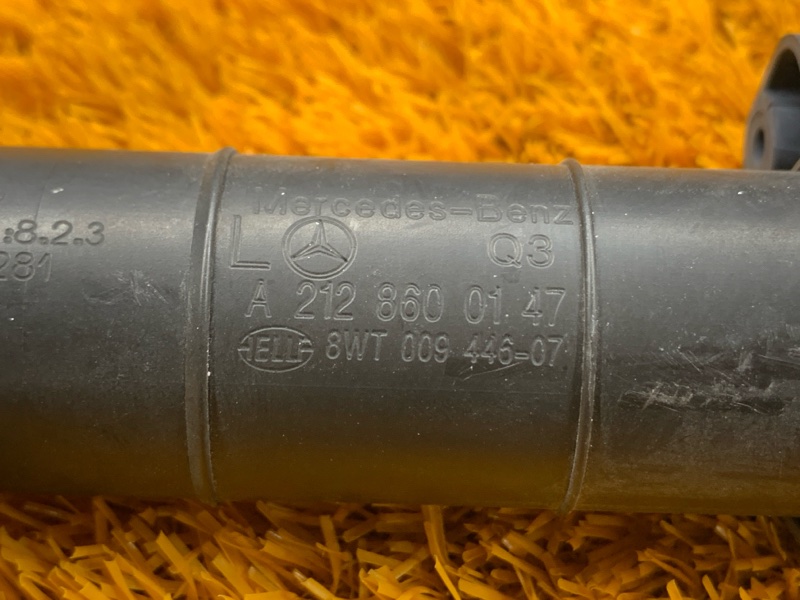 :8.2.3
281
Mercedes-Benz
L Q3
A 212 860 01 47
HELLA 8WT 009 446-07